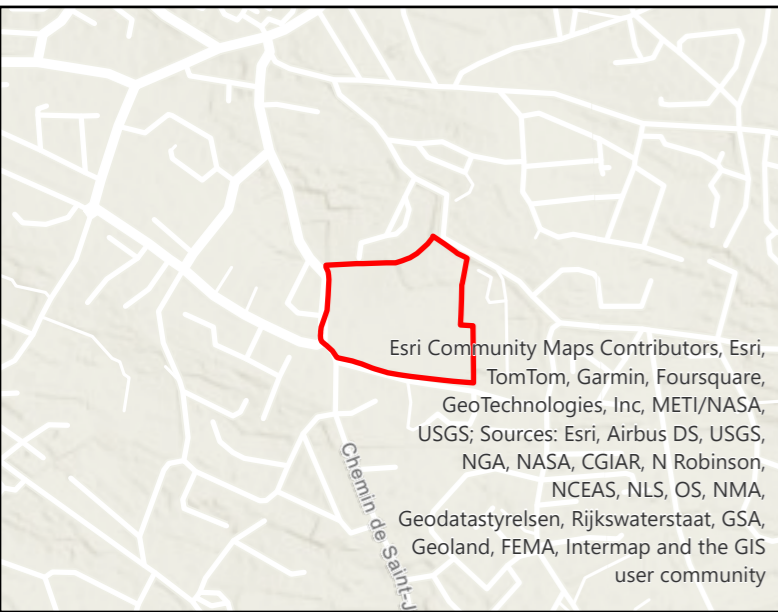 Esri Community Maps Contributors, Esri,
TomTom, Garmin, Foursquare,
GeoTechnologies, Inc, METI/NASA,
USGS; Sources: Esri, Airbus DS, USGS,
NGA, NASA, CGIAR, N Robinson,
NCEAS, NLS, OS, NMA,
Geodatastyrelsen, Rijkswaterstaat, GSA,
Geoland, FEMA, Intermap and the GIS
user community
Chemin de Saint-J